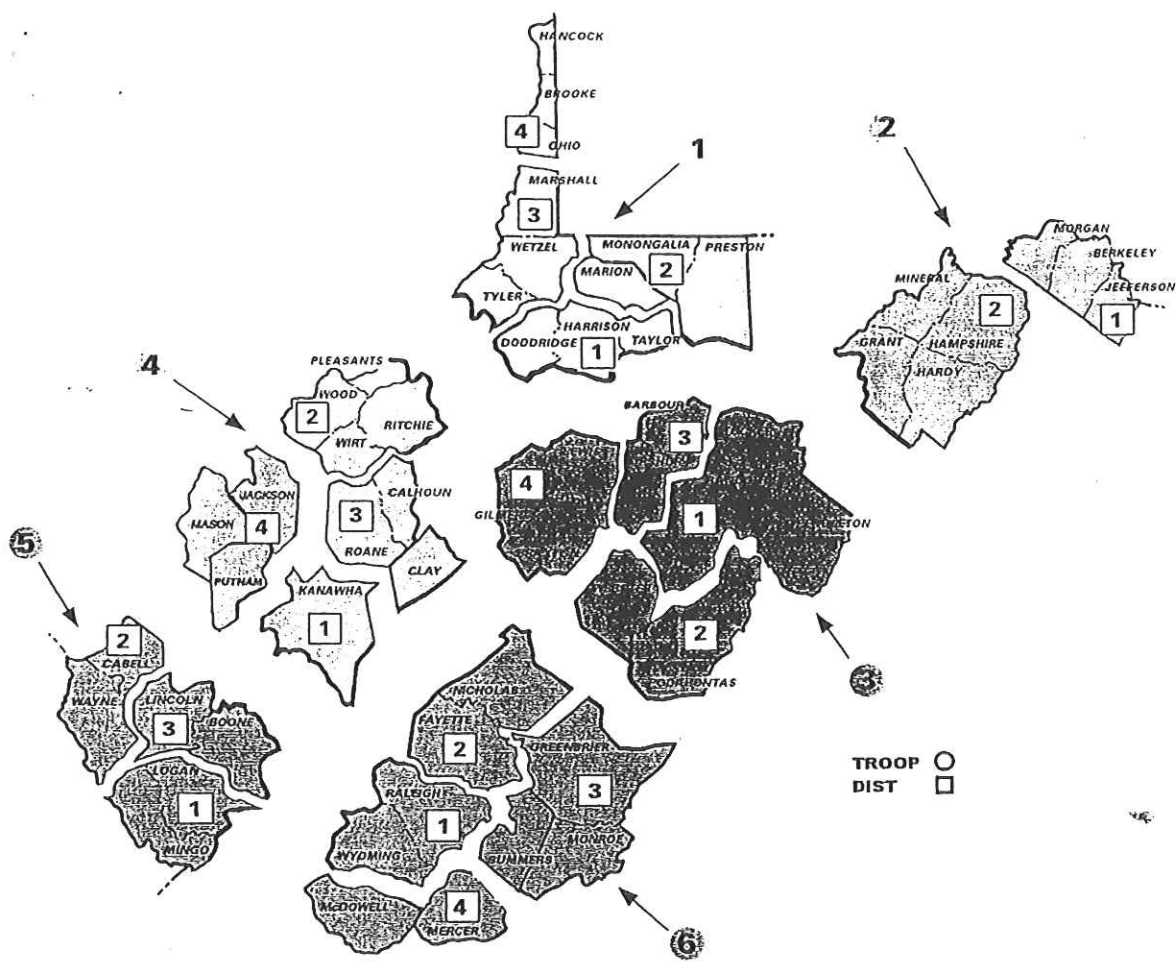 HANCOCK
BROOKE
4
OHIO
1
2
MARSHALL
3
WETZEL
MONONGALIA
PRESTON
2
MARION
TYLER
HARRISON
DODDRIDGE
TAYLOR
1
MORGAN
BERKELEY
MINERAL
JEFFERSON
2
1
GRANT
HAMPSHIRE
HARDY
4
PLEASANTS
WOOD
2
RITCHIE
WIRT
JACKSON
CALHOUN
MASON
4
3
ROANE
PUTHAM
CLAY
KANAWHA
1
BARBOUR
3
4
1
2
POCAHONTAS
3
5
2
CABELL
WAYNE
LINCOLN
3
BOONE
LOGAN
1
MINGO
NICHOLAS
FAYETTE
2
GREENBRIER
3
RALEIGH
1
WYOMING
SUMMERS
MONROE
McDOWELL
4
MERCER
6
TROOP
DIST